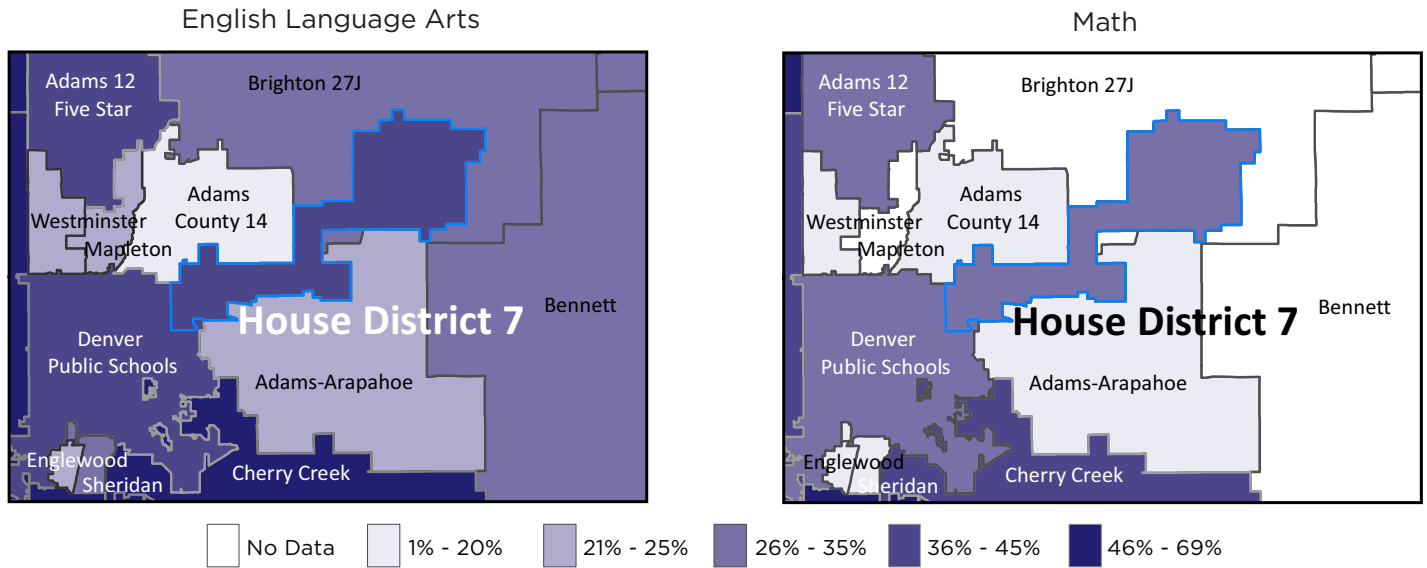 English Language Arts
Math
Adams 12
Five Star
Brighton 27J
Westminster
Mapleton
Adams
County 14
Bennett
House District 7
Denver
Public Schools
Adams-Arapahoe
Englewood
Sheridan
Cherry Creek
Adams 12
Five Star
Brighton 27J
Westminster
Mapleton
Adams
County 14
Bennett
House District 7
Denver
Public Schools
Adams-Arapahoe
Englewood
Sheridan
Cherry Creek
No Data
1% - 20%
21% - 25%
26% - 35%
36% - 45%
46% - 69%